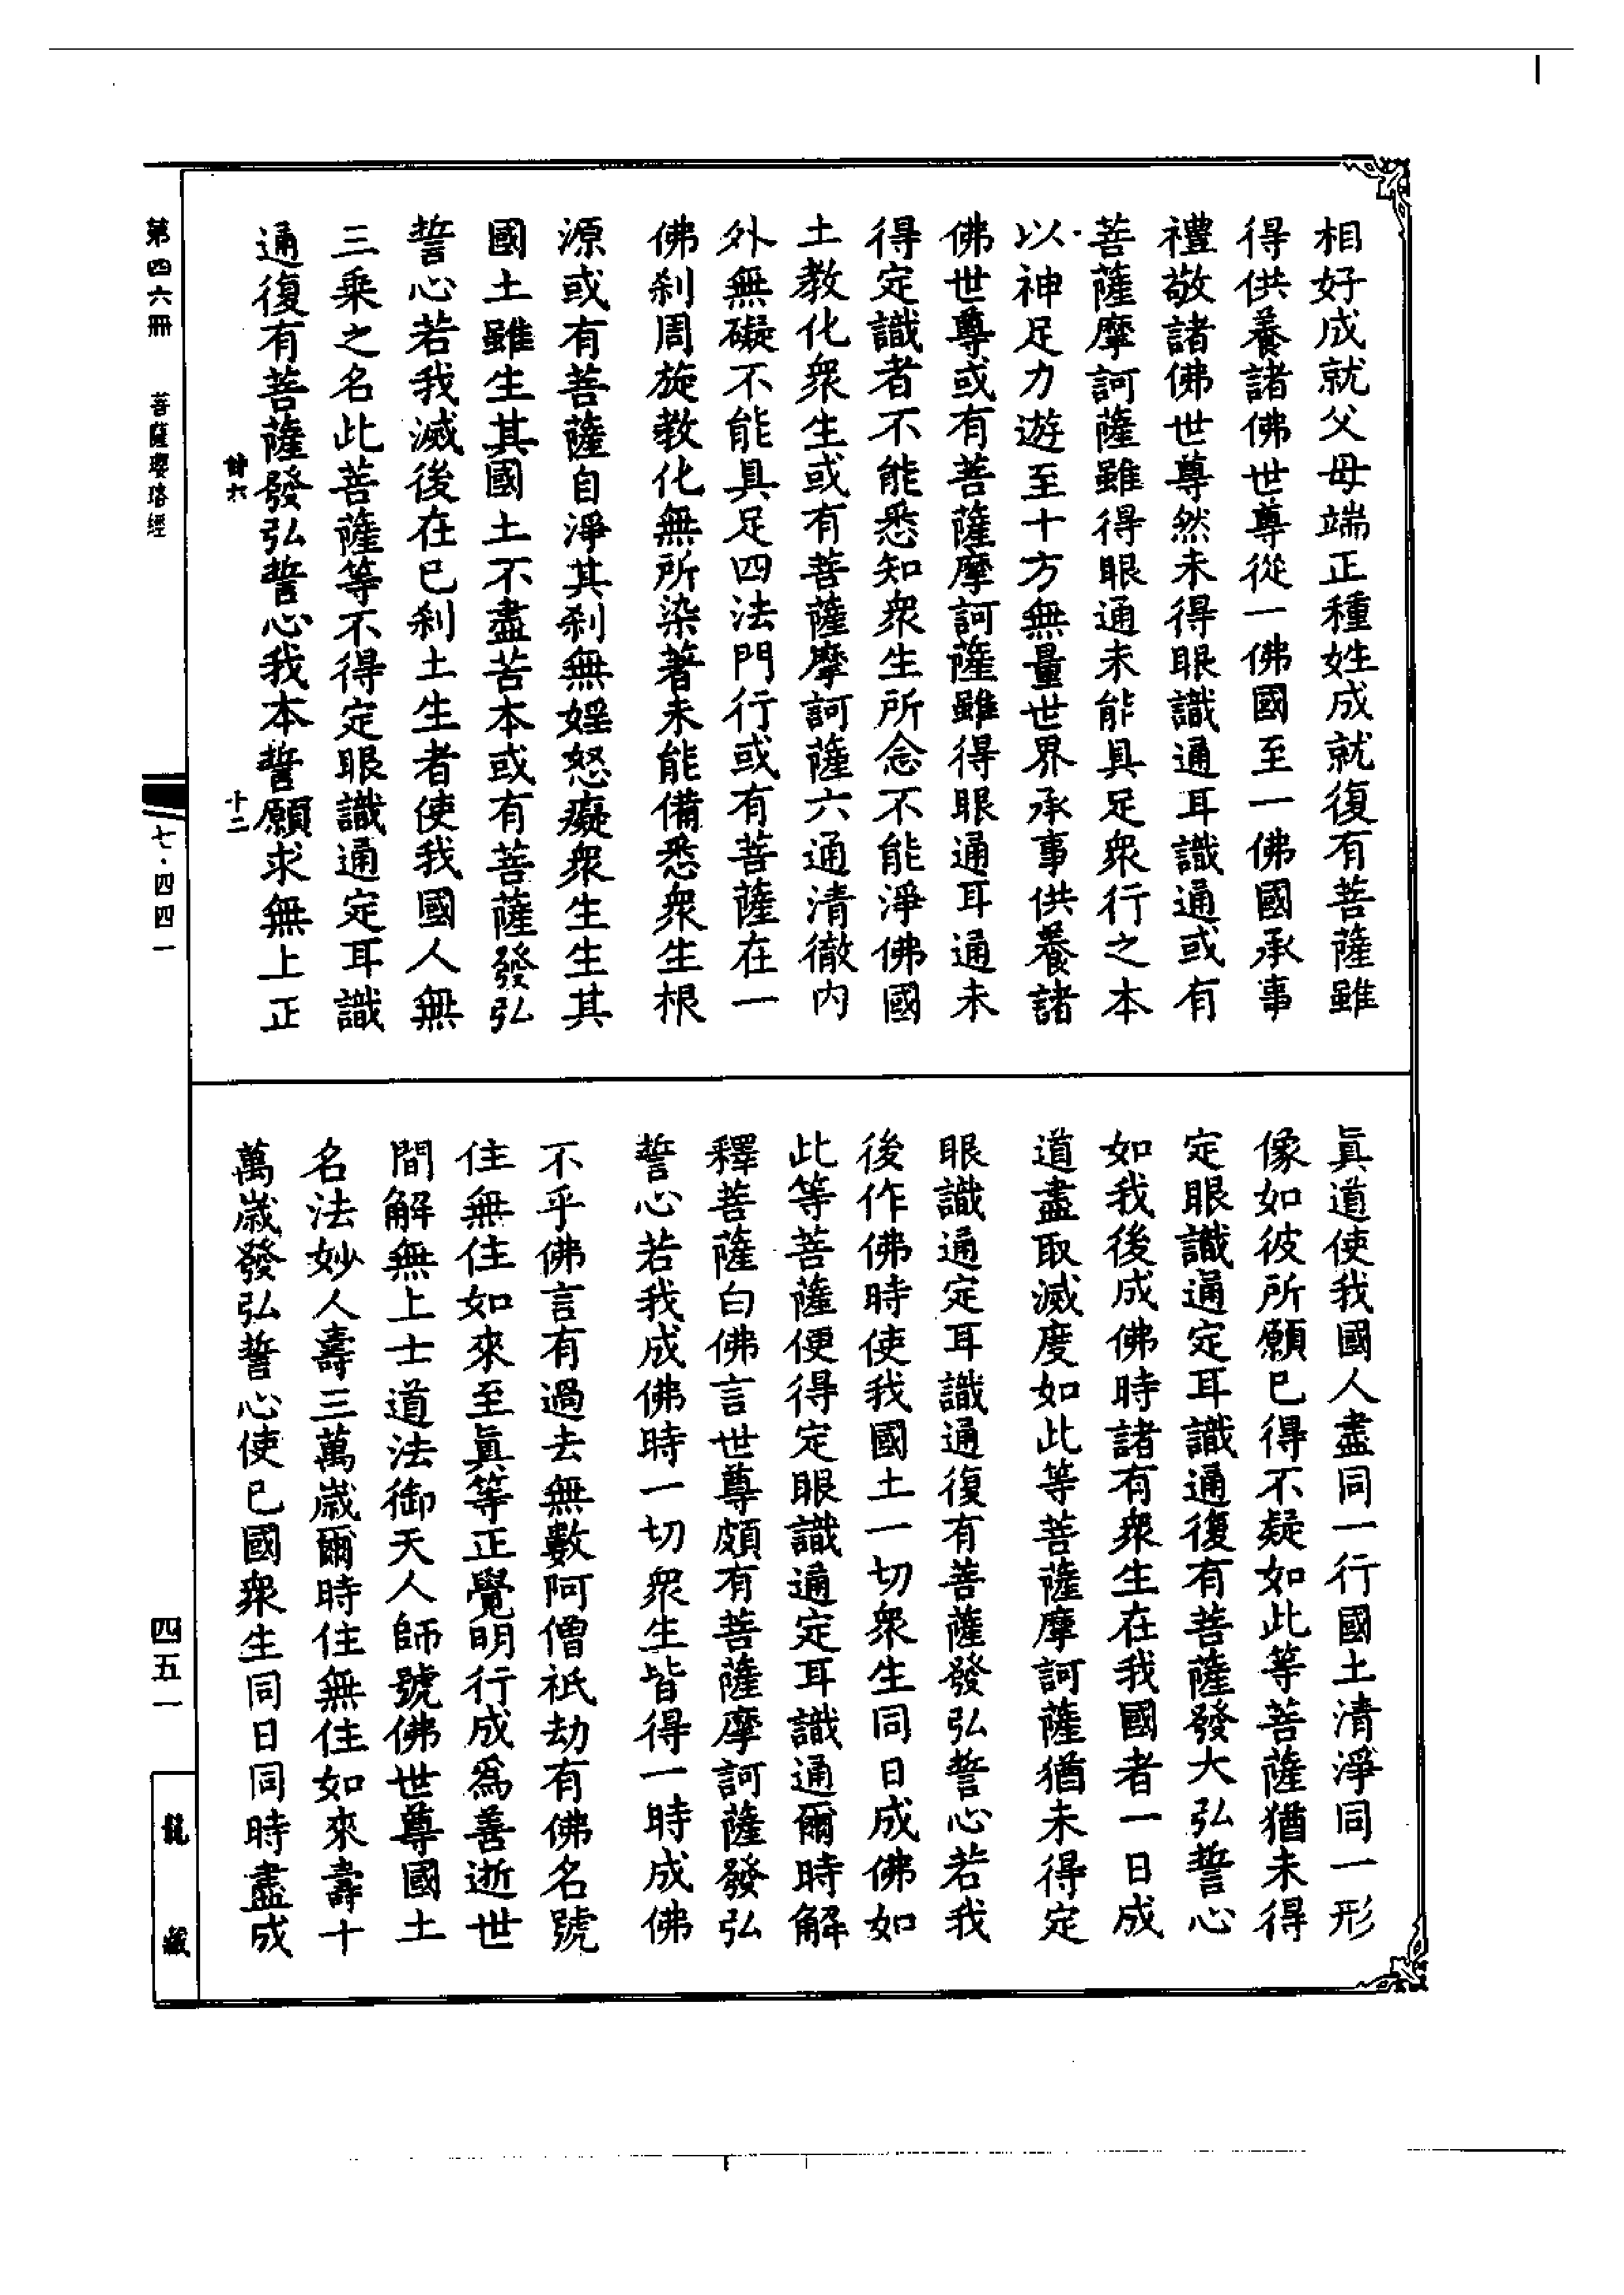 相好成就父母端正種姓成就復有菩薩雖
得供養諸佛世尊從一佛國至一佛國承事
禮敬諸佛世尊然未得眼識通耳識通或有
菩薩摩訶薩雖得眼通未能具足衆行之本
以神足力遊至十方無量世界承事供養諸
佛世尊或有菩薩摩訶薩雖得眼通耳通未
得定識者不能悉知衆生所念不能淨佛國
土教化衆生或有菩薩摩訶薩六通清徹内
外無礙不能具足四法門行或有菩薩在一
佛刹周旋教化無所染著未能備悉衆生根
源或有菩薩自淨其刹無婬怒癡衆生生其
國土雖生其國土不盡苦本或有菩薩發弘
誓心若我滅後在已刹土生者使我國人無
三乘之名此菩薩等不得定眼識通定耳識
通復有菩薩發弘誓心我本誓願求無上正
十二
眞道使我國人盡同一行國土清淨同一形
像如彼所願已得不疑如此等菩薩猶未得
定眼識通定耳識通復有菩薩發大弘誓心
如我後成佛時諸有衆生在我國者一日成
道盡取滅度如此等菩薩摩訶薩猶未得定
眼識通定耳識通復有菩薩發弘誓心若我
後作佛時使我國土一切衆生同日成佛如
此等菩薩便得定眼識通定耳識通爾時解
釋菩薩白佛言世尊頗有菩薩摩訶薩發弘
誓心若我成佛時一切衆生皆得一時成佛
不乎佛言有過去無數阿僧祇劫有佛名號
住無住如來至眞等正覺明行成爲善逝世
間解無上士道法御天人師號佛世尊國土
名法妙人壽三萬歲爾時住無住如來壽十
萬歲發弘誓心使已國衆生同日同時盡成
第四六冊 菩薩瓔珞經
七·四四一
四五一
龍藏